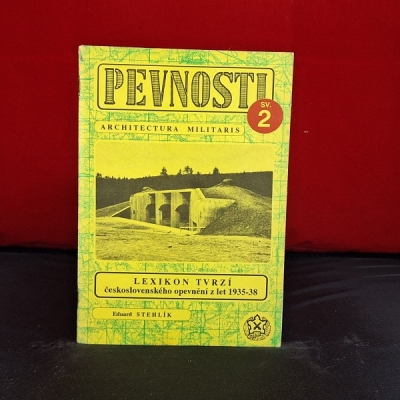 PEVNOSTI
SV.
2
ARCHITECTURA MILITARIS
LEXIKON TVRZÍ
československého opevnění z let 1935-38
Eduard STEHLÍK